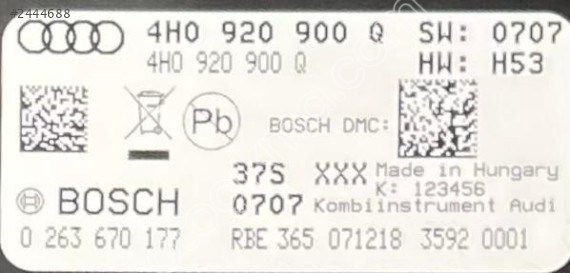 #2444688
4H0 920 900 Q SW: 0707
4H0 920 900 Q HW: H53
Pb BOSCH DMC:
37S XXX Made in Hungary
K: 123456
BOSCH 0707 Kombiinstrument Audi
0 263 670 177 RBE 365 071218 3592 0001